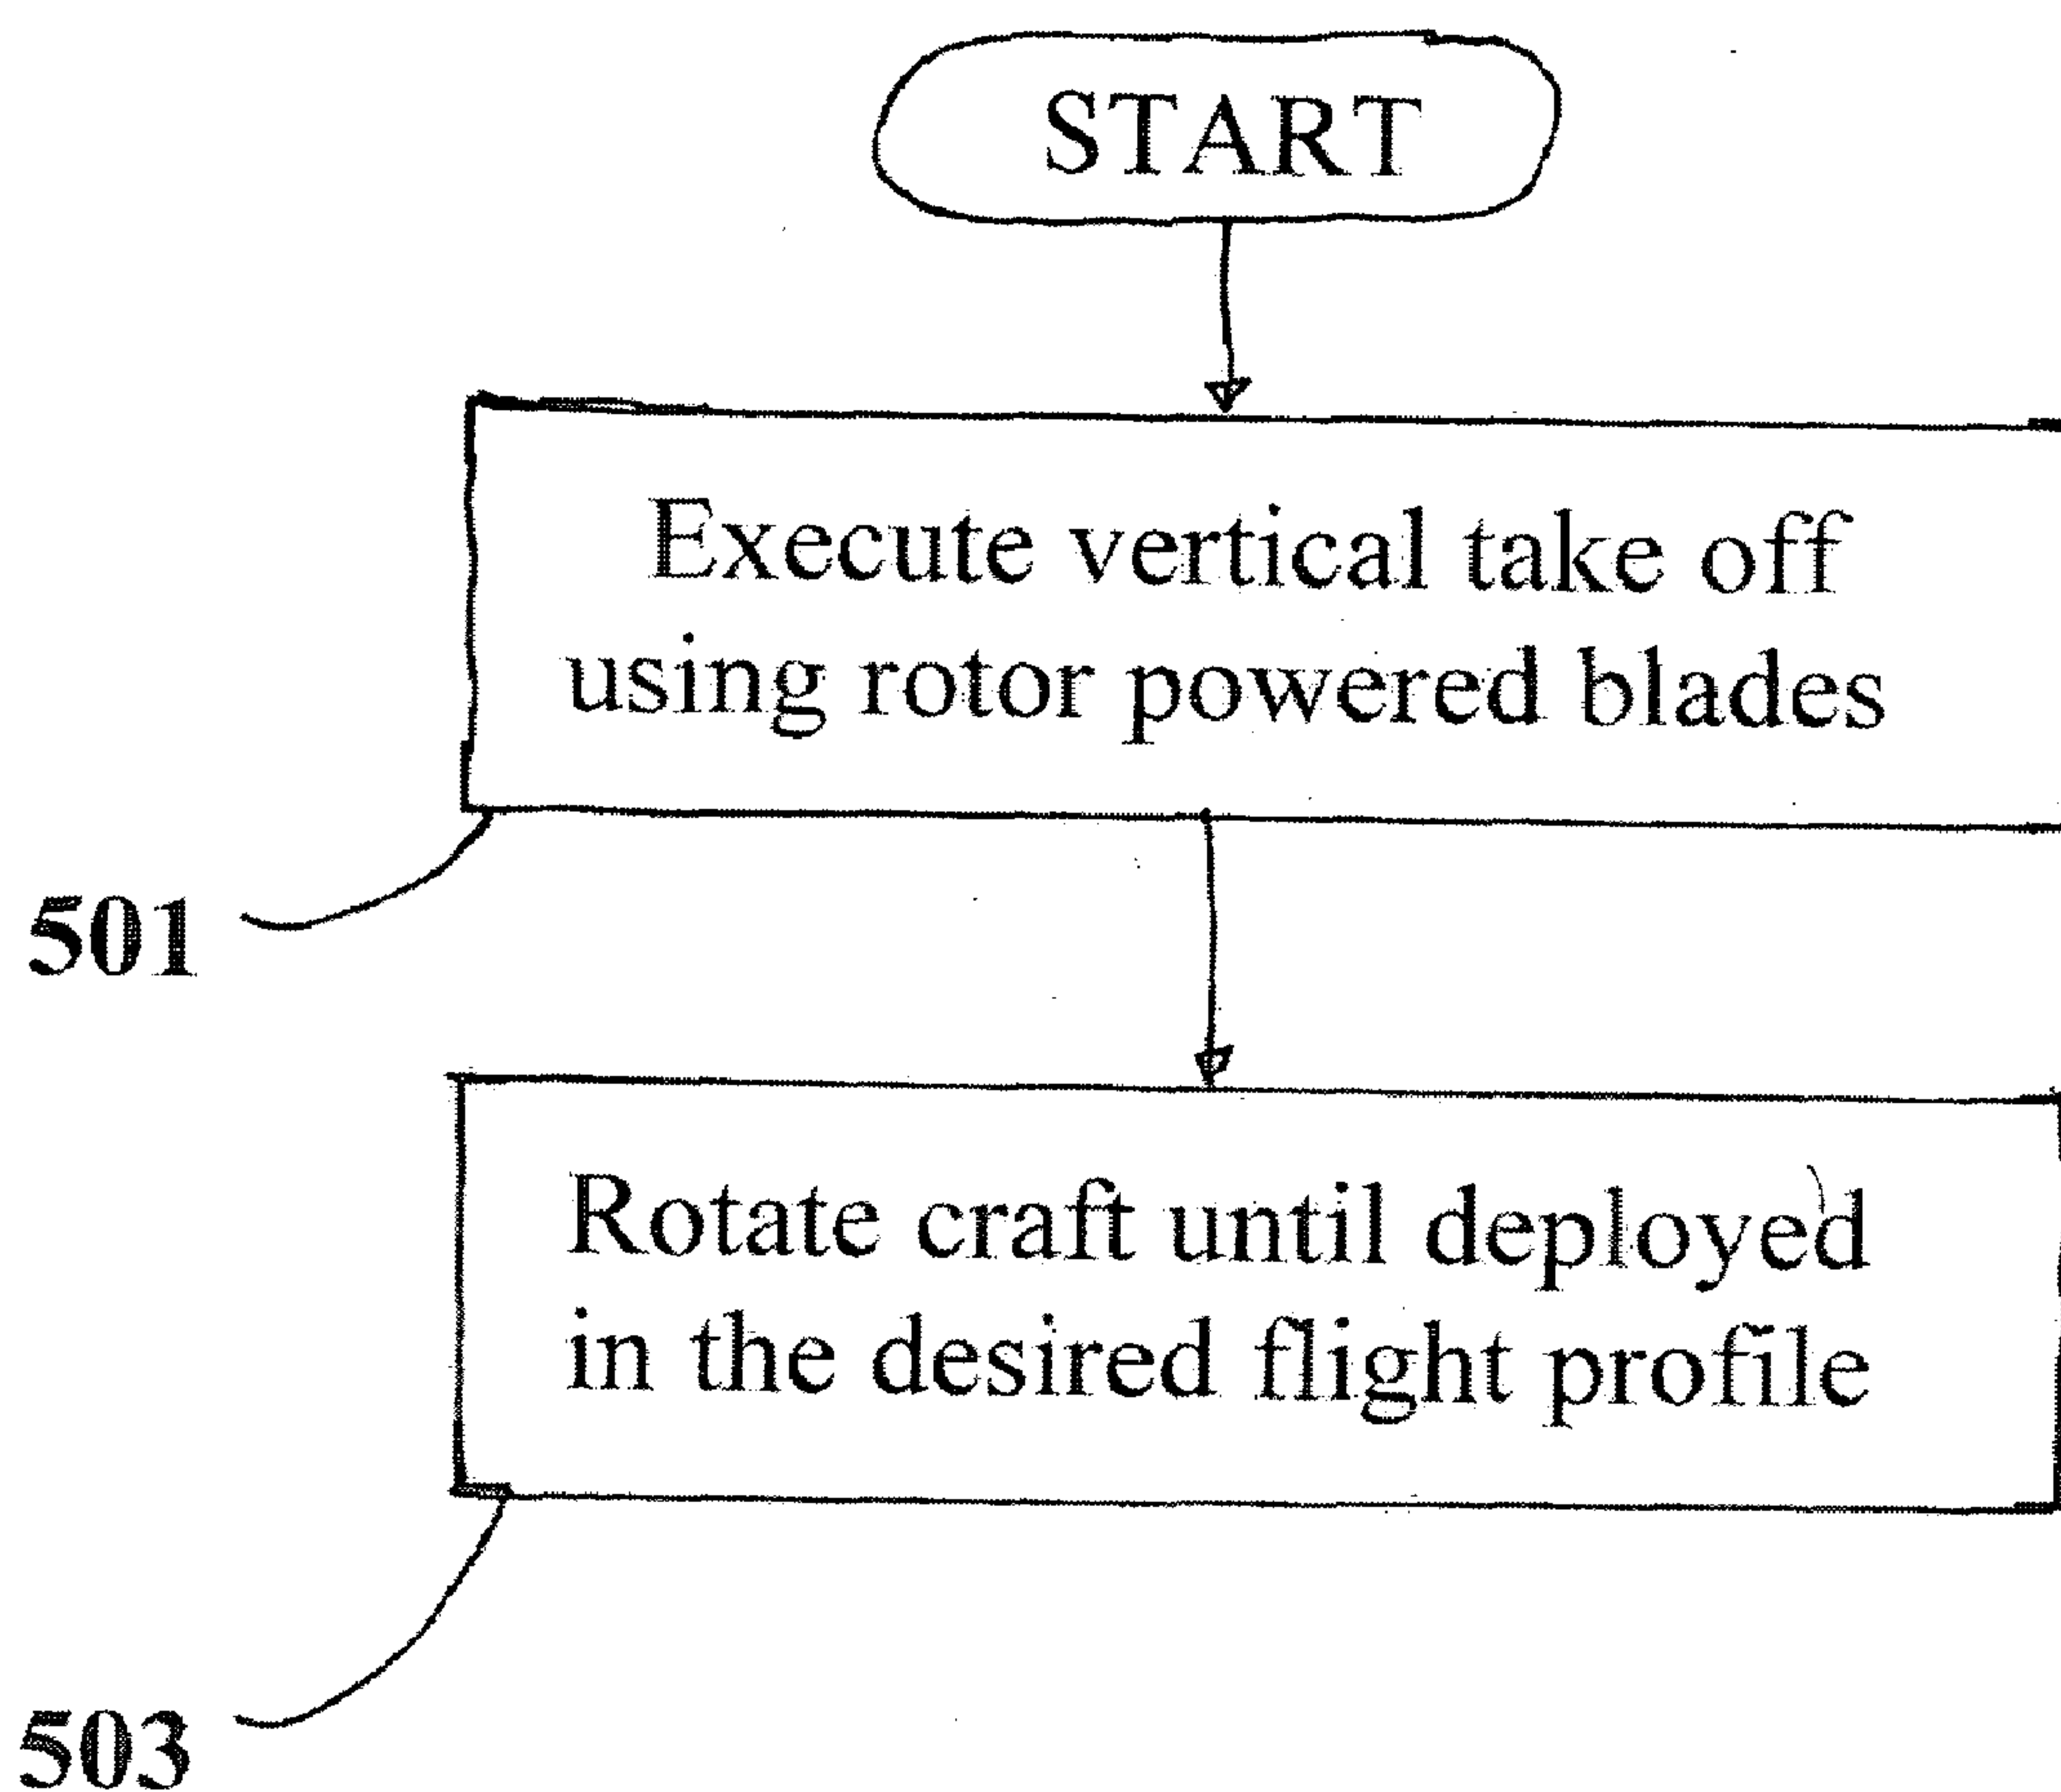 START
Execute vertical take off
using rotor powered blades
501
Rotate craft until deployed
in the desired flight profile
503